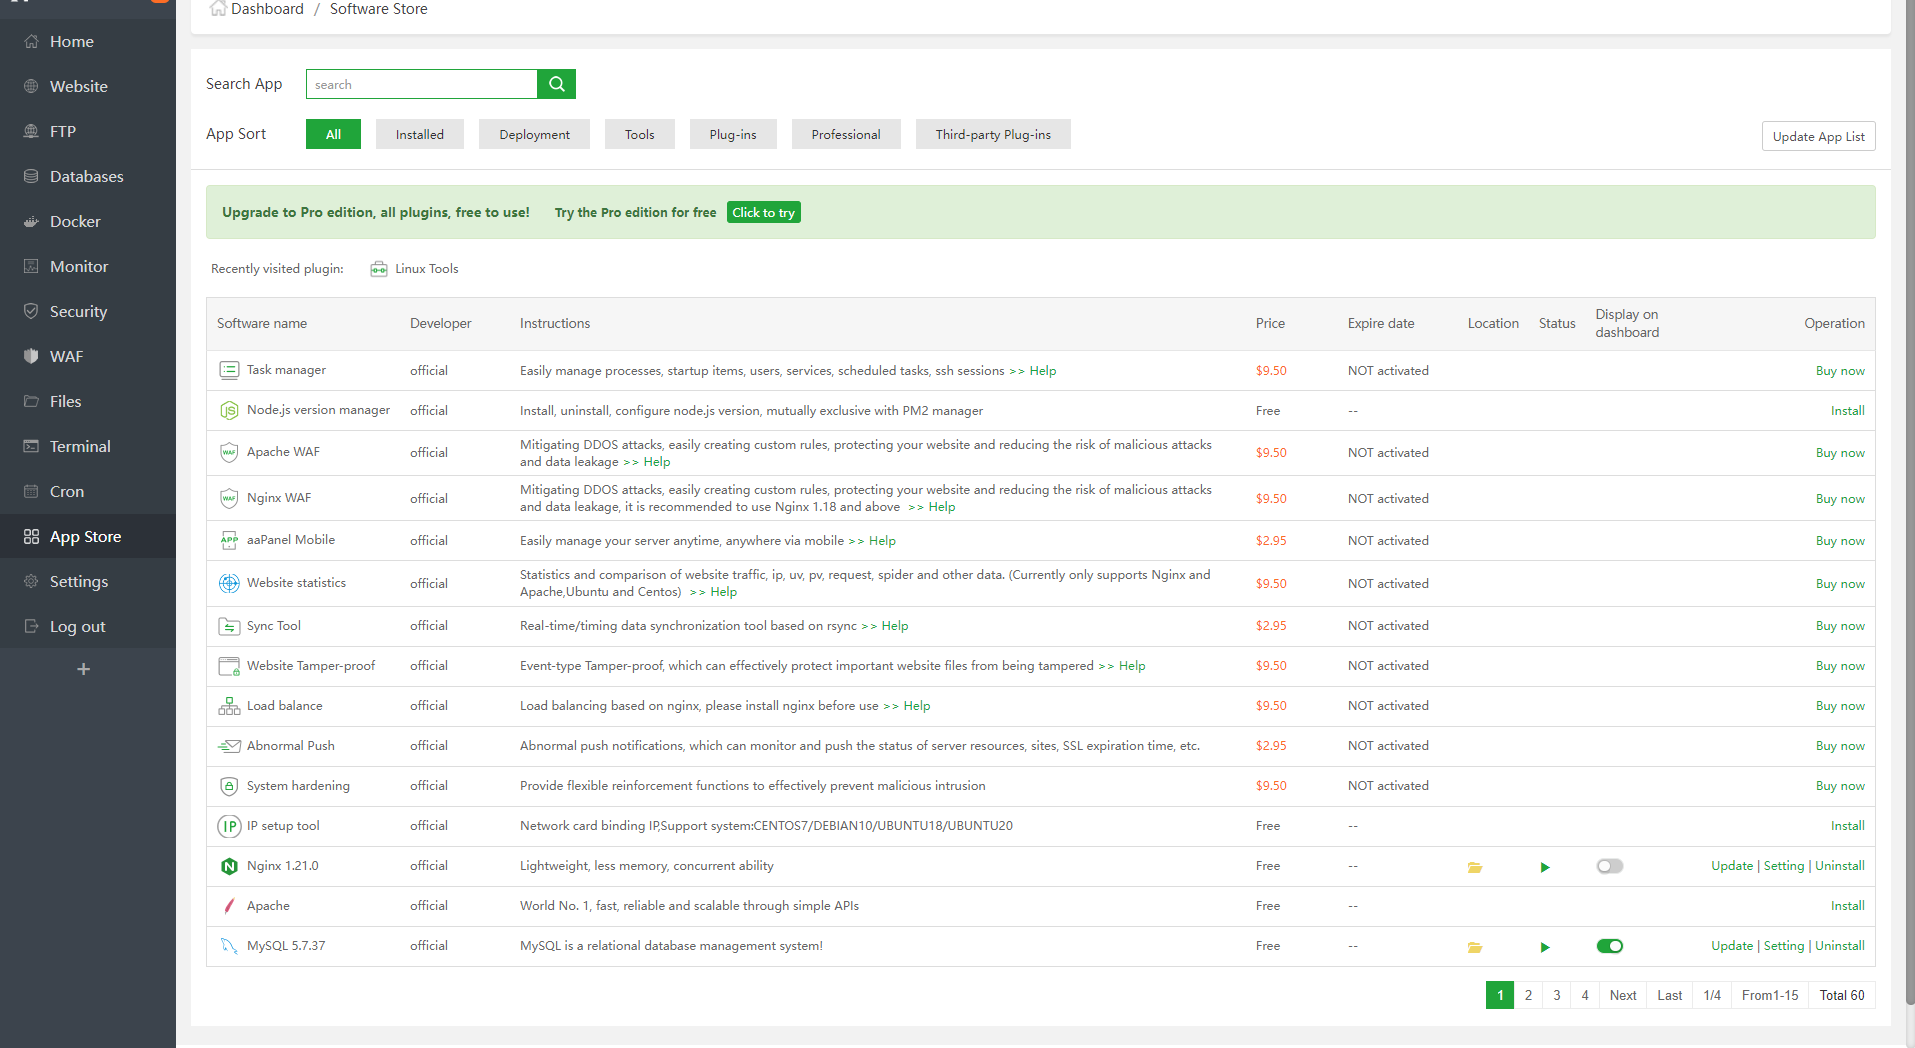 Dashboard / Software Store
Home
Website
FTP
Databases
Docker
Monitor
Security
WAF
Files
Terminal
Cron
App Store
Settings
Log out
+
Search App search
App Sort All Installed Deployment Tools Plug-ins Professional Third-party Plug-ins Update App List
Upgrade to Pro edition, all plugins, free to use! Try the Pro edition for free Click to try
Recently visited plugin: Linux Tools
Software name Developer Instructions Price Expire date Location Status Display on dashboard Operation
Task manager official Easily manage processes, startup items, users, services, scheduled tasks, ssh sessions >> Help $9.50 NOT activated Buy now
JS Node.js version manager official Install, uninstall, configure node.js version, mutually exclusive with PM2 manager Free -- Install
WAF Apache WAF official Mitigating DDOS attacks, easily creating custom rules, protecting your website and reducing the risk of malicious attacks
and data leakage >> Help $9.50 NOT activated Buy now
WAF Nginx WAF official Mitigating DDOS attacks, easily creating custom rules, protecting your website and reducing the risk of malicious attacks
and data leakage, it is recommended to use Nginx 1.18 and above >> Help $9.50 NOT activated Buy now
APP aaPanel Mobile official Easily manage your server anytime, anywhere via mobile >> Help $2.95 NOT activated Buy now
Website statistics official Statistics and comparison of website traffic, ip, uv, pv, request, spider and other data. (Currently only supports Nginx and
Apache,Ubuntu and Centos) >> Help $9.50 NOT activated Buy now
Sync Tool official Real-time/timing data synchronization tool based on rsync >> Help $2.95 NOT activated Buy now
Website Tamper-proof official Event-type Tamper-proof, which can effectively protect important website files from being tampered >> Help $9.50 NOT activated Buy now
Load balance official Load balancing based on nginx, please install nginx before use >> Help $9.50 NOT activated Buy now
Abnormal Push official Abnormal push notifications, which can monitor and push the status of server resources, sites, SSL expiration time, etc. $2.95 NOT activated Buy now
System hardening official Provide flexible reinforcement functions to effectively prevent malicious intrusion $9.50 NOT activated Buy now
IP IP setup tool official Network card binding IP,Support system:CENTOS7/DEBIAN10/UBUNTU18/UBUNTU20 Free -- Install
N Nginx 1.21.0 official Lightweight, less memory, concurrent ability Free -- Update | Setting | Uninstall
Apache official World No. 1, fast, reliable and scalable through simple APIs Free -- Install
MySQL 5.7.37 official MySQL is a relational database management system! Free -- Update | Setting | Uninstall
1 2 3 4 Next Last 1/4 From1-15 Total 60